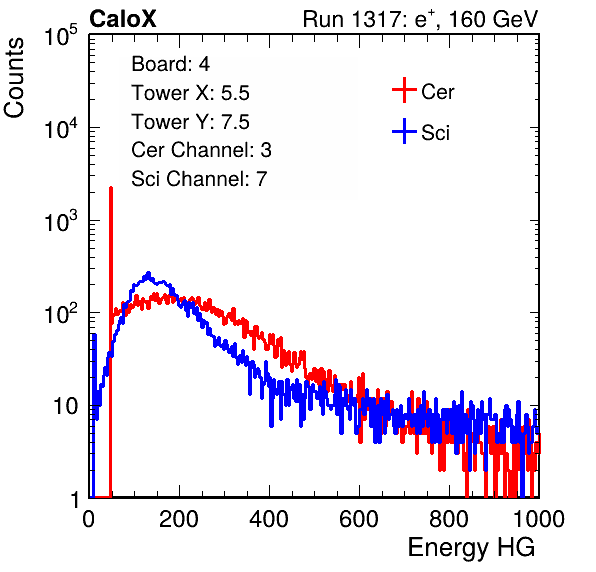 CaloX Run 1317: e⁺, 160 GeV
Counts
10⁵
10⁴
10³
10²
10
1
Board: 4
Tower X: 5.5
Tower Y: 7.5
Cer Channel: 3
Sci Channel: 7
Cer
Sci
0 200 400 600 800 1000
Energy HG